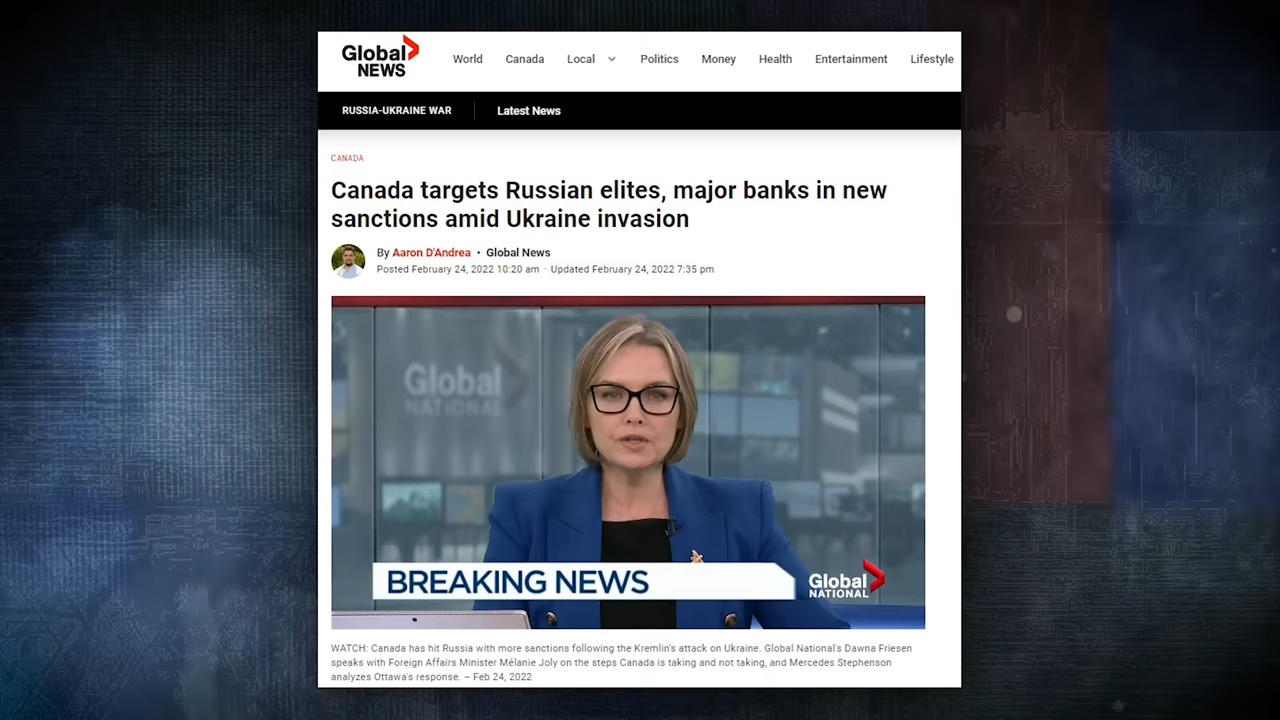 Global NEWS
World Canada Local Politics Money Health Entertainment Lifestyle
RUSSIA-UKRAINE WAR Latest News
CANADA
Canada targets Russian elites, major banks in new
sanctions amid Ukraine invasion
By Aaron D'Andrea • Global News
Posted February 24, 2022 10:20 am · Updated February 24, 2022 7:35 pm
Global
NATIONAL
BREAKING NEWS
Global
NATIONAL
WATCH: Canada has hit Russia with more sanctions following the Kremlin's attack on Ukraine. Global National's Dawna Friesen
speaks with Foreign Affairs Minister Mélanie Joly on the steps Canada is taking and not taking, and Mercedes Stephenson
analyzes Ottawa's response. – Feb 24, 2022